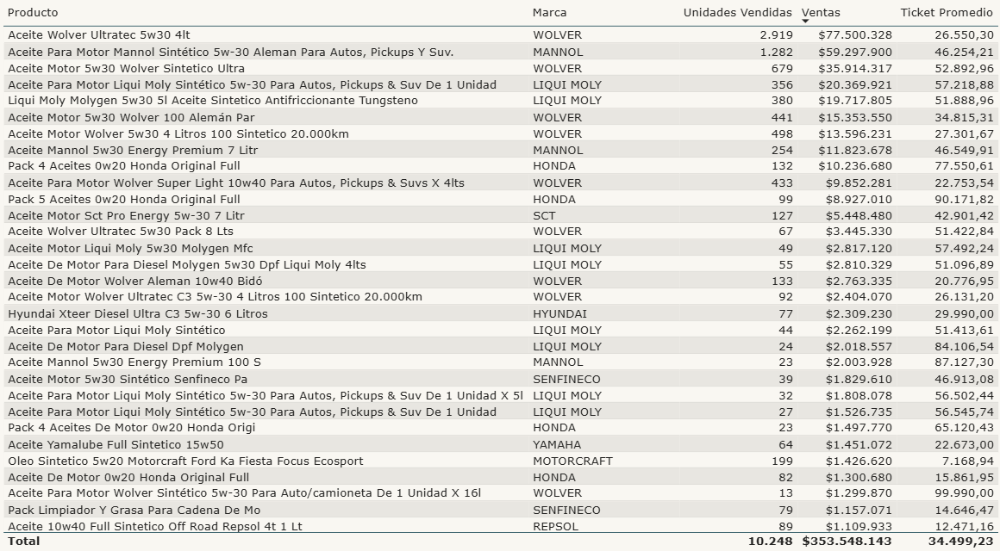 Producto Marca Unidades Vendidas Ventas Ticket Promedio
Aceite Wolver Ultratec 5w30 4lt WOLVER 2.919 $77.500.328 26.550,30
Aceite Para Motor Mannol Sintético 5w-30 Aleman Para Autos, Pickups Y Suv. MANNOL 1.282 $59.297.900 46.254,21
Aceite Motor 5w30 Wolver Sintetico Ultra WOLVER 679 $35.914.317 52.892,96
Aceite Para Motor Liqui Moly Sintético 5w-30 Para Autos, Pickups & Suv De 1 Unidad LIQUI MOLY 356 $20.369.921 57.218,88
Liqui Moly Molygen 5w30 5l Aceite Sintetico Antifriccionante Tungsteno LIQUI MOLY 380 $19.717.805 51.888,96
Aceite Motor 5w30 Wolver 100 Alemán Par WOLVER 441 $15.353.550 34.815,31
Aceite Motor Wolver 5w30 4 Litros 100 Sintetico 20.000km WOLVER 498 $13.596.231 27.301,67
Aceite Mannol 5w30 Energy Premium 7 Litr MANNOL 254 $11.823.678 46.549,91
Pack 4 Aceites 0w20 Honda Original Full HONDA 132 $10.236.680 77.550,61
Aceite Para Motor Wolver Super Light 10w40 Para Autos, Pickups & Suvs X 4lts WOLVER 433 $9.852.281 22.753,54
Pack 5 Aceites 0w20 Honda Original Full HONDA 99 $8.927.010 90.171,82
Aceite Motor Sct Pro Energy 5w-30 7 Litr SCT 127 $5.448.480 42.901,42
Aceite Wolver Ultratec 5w30 Pack 8 Lts WOLVER 67 $3.445.330 51.422,84
Aceite Motor Liqui Moly 5w30 Molygen Mfc LIQUI MOLY 49 $2.817.120 57.492,24
Aceite De Motor Para Diesel Molygen 5w30 Dpf Liqui Moly 4lts LIQUI MOLY 55 $2.810.329 51.096,89
Aceite De Motor Wolver Aleman 10w40 Bidó WOLVER 133 $2.763.335 20.776,95
Aceite Motor Wolver Ultratec C3 5w-30 4 Litros 100 Sintetico 20.000km WOLVER 92 $2.404.070 26.131,20
Hyundai Xteer Diesel Ultra C3 5w-30 6 Litros HYUNDAI 77 $2.309.230 29.990,00
Aceite Para Motor Liqui Moly Sintético LIQUI MOLY 44 $2.262.199 51.413,61
Aceite De Motor Para Diesel Dpf Molygen LIQUI MOLY 24 $2.018.557 84.106,54
Aceite Mannol 5w30 Energy Premium 100 S MANNOL 23 $2.003.928 87.127,30
Aceite Motor 5w30 Sintético Senfineco Pa SENFINECO 39 $1.829.610 46.913,08
Aceite Para Motor Liqui Moly Sintético 5w-30 Para Autos, Pickups & Suv De 1 Unidad X 5l LIQUI MOLY 32 $1.808.078 56.502,44
Aceite Para Motor Liqui Moly Sintético 5w-30 Para Autos, Pickups & Suv De 1 Unidad LIQUI MOLY 27 $1.526.735 56.545,74
Pack 4 Aceites De Motor 0w20 Honda Origi HONDA 23 $1.497.770 65.120,43
Aceite Yamalube Full Sintetico 15w50 YAMAHA 64 $1.451.072 22.673,00
Oleo Sintetico 5w20 Motorcraft Ford Ka Fiesta Focus Ecosport MOTORCRAFT 199 $1.426.620 7.168,94
Aceite De Motor 0w20 Honda Original Full HONDA 82 $1.300.680 15.861,95
Aceite Para Motor Wolver Sintético 5w-30 Para Auto/camioneta De 1 Unidad X 16l WOLVER 13 $1.299.870 99.990,00
Pack Limpiador Y Grasa Para Cadena De Mo SENFINECO 79 $1.157.071 14.646,47
Aceite 10w40 Full Sintetico Off Road Repsol 4t 1 Lt REPSOL 89 $1.109.933 12.471,16
Total 10.248 $353.548.143 34.499,23